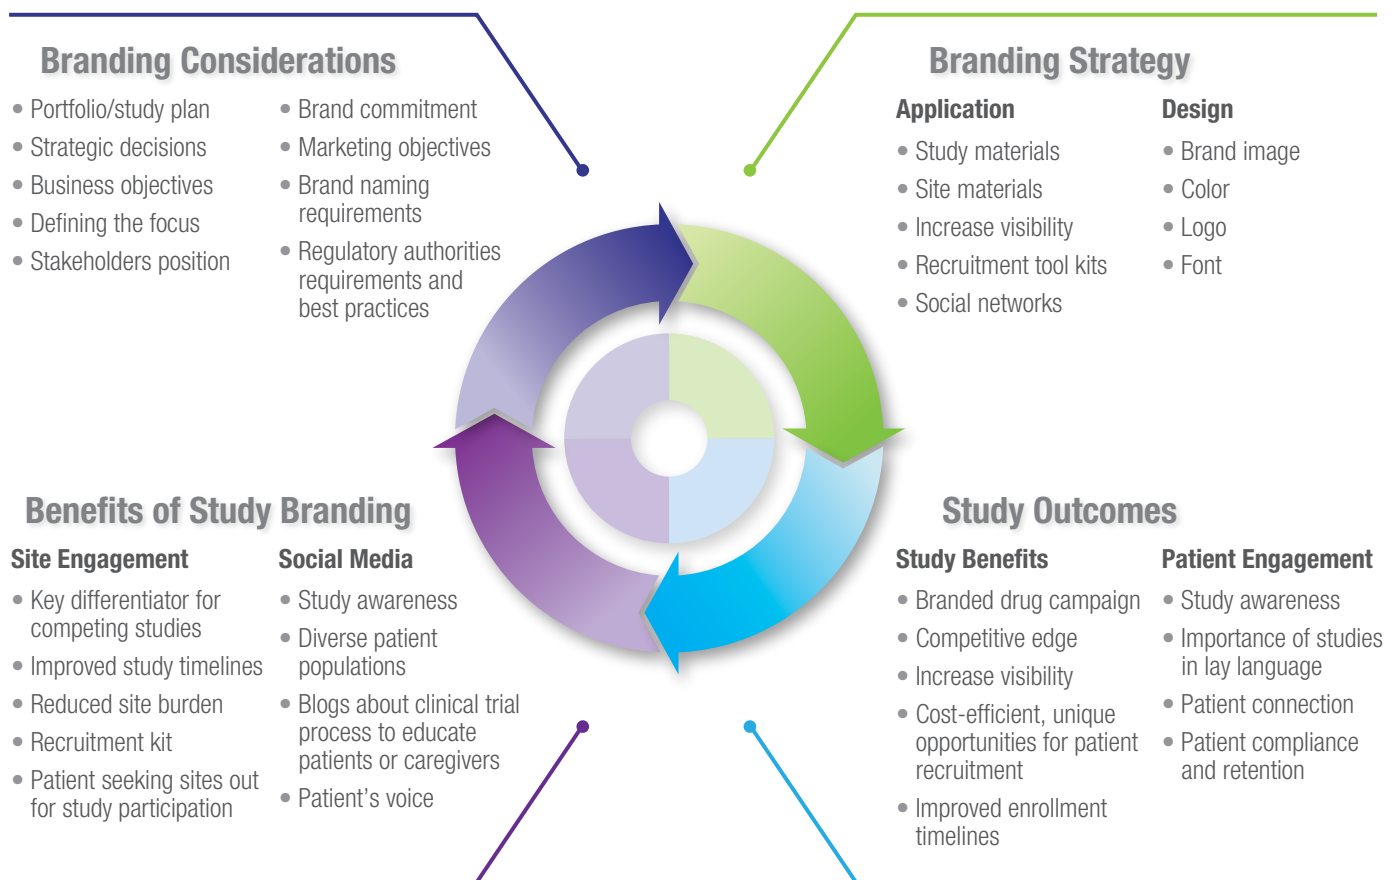 Branding Considerations
• Portfolio/study plan
• Strategic decisions
• Business objectives
• Defining the focus
• Stakeholders position
• Brand commitment
• Marketing objectives
• Brand naming
requirements
• Regulatory authorities
requirements and
best practices
Branding Strategy
Application
• Study materials
• Site materials
• Increase visibility
• Recruitment tool kits
• Social networks
Design
• Brand image
• Color
• Logo
• Font
Benefits of Study Branding
Site Engagement
• Key differentiator for
competing studies
• Improved study timelines
• Reduced site burden
• Recruitment kit
• Patient seeking sites out
for study participation
Social Media
• Study awareness
• Diverse patient
populations
• Blogs about clinical trial
process to educate
patients or caregivers
• Patient’s voice
Study Outcomes
Study Benefits
• Branded drug campaign
• Competitive edge
• Increase visibility
• Cost-efficient, unique
opportunities for patient
recruitment
• Improved enrollment
timelines
Patient Engagement
• Study awareness
• Importance of studies
in lay language
• Patient connection
• Patient compliance
and retention